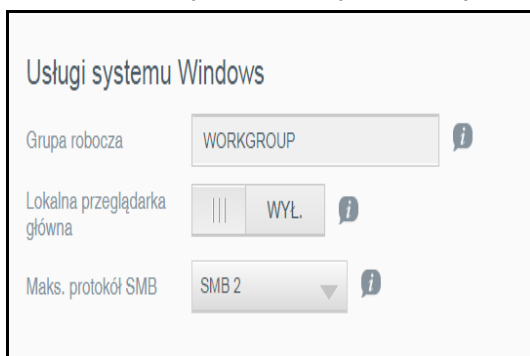 Usługi systemu Windows
Grupa robocza WORKGROUP
Lokalna przeglądarka
główna WYŁ.
Maks. protokół SMB SMB 2